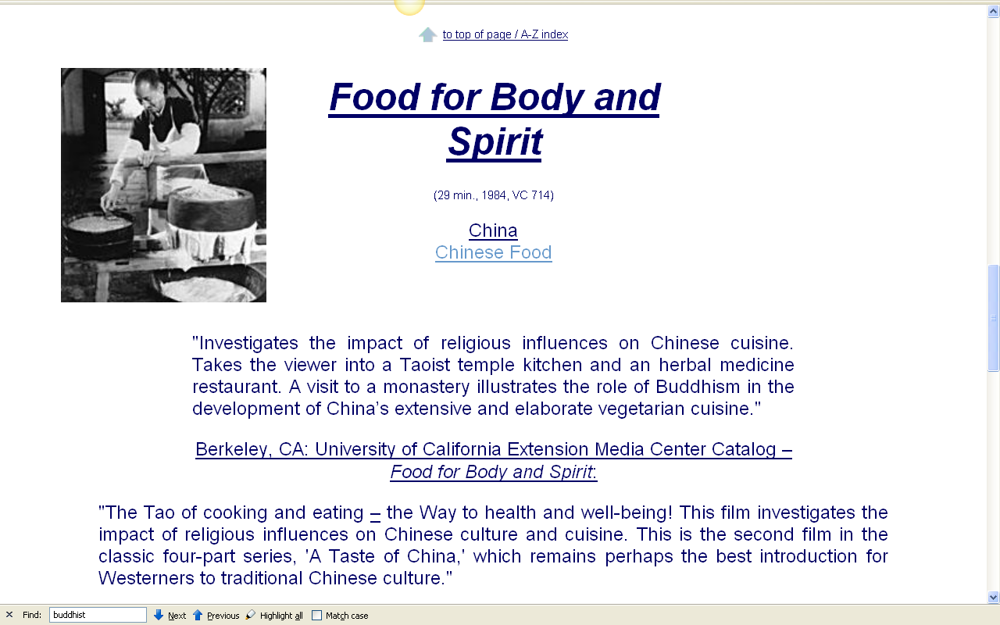 to top of page / A-Z index
Food for Body and
Spirit
(29 min., 1984, VC 714)
China
Chinese Food
"Investigates the impact of religious influences on Chinese cuisine.
Takes the viewer into a Taoist temple kitchen and an herbal medicine
restaurant. A visit to a monastery illustrates the role of Buddhism in the
development of China’s extensive and elaborate vegetarian cuisine."
Berkeley, CA: University of California Extension Media Center Catalog –
Food for Body and Spirit:
"The Tao of cooking and eating – the Way to health and well-being! This film investigates the
impact of religious influences on Chinese culture and cuisine. This is the second film in the
classic four-part series, 'A Taste of China,' which remains perhaps the best introduction for
Westerners to traditional Chinese culture."
Find: buddhist Next Previous Highlight all Match case